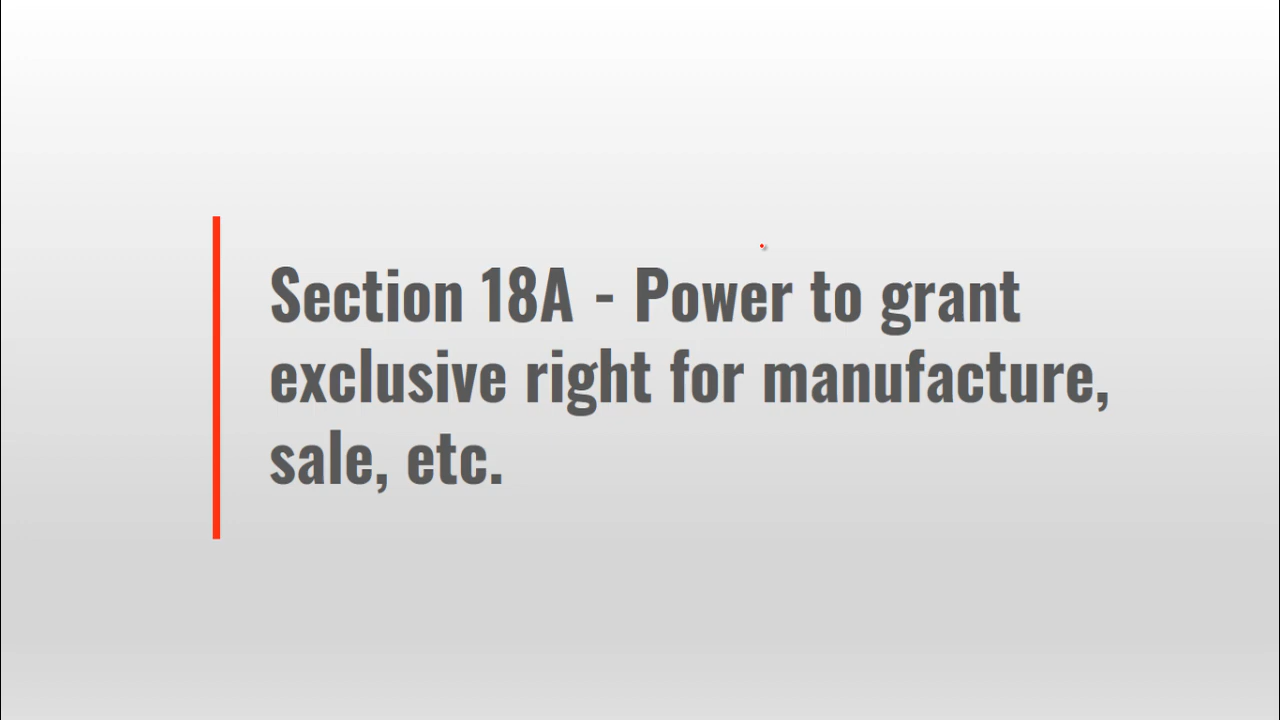 Section 18A - Power to grant
exclusive right for manufacture,
sale, etc.